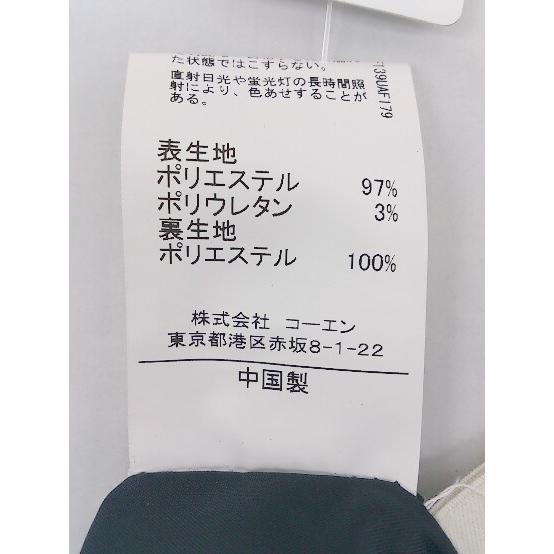 た状態ではこすらない。
直射日光や蛍光灯の長時間照
射により、色あせすることが
ある。
表生地
ポリエステル 97%
ポリウレタン 3%
裏生地
ポリエステル 100%
株式会社 コーエン
東京都港区赤坂8-1-22
中国製